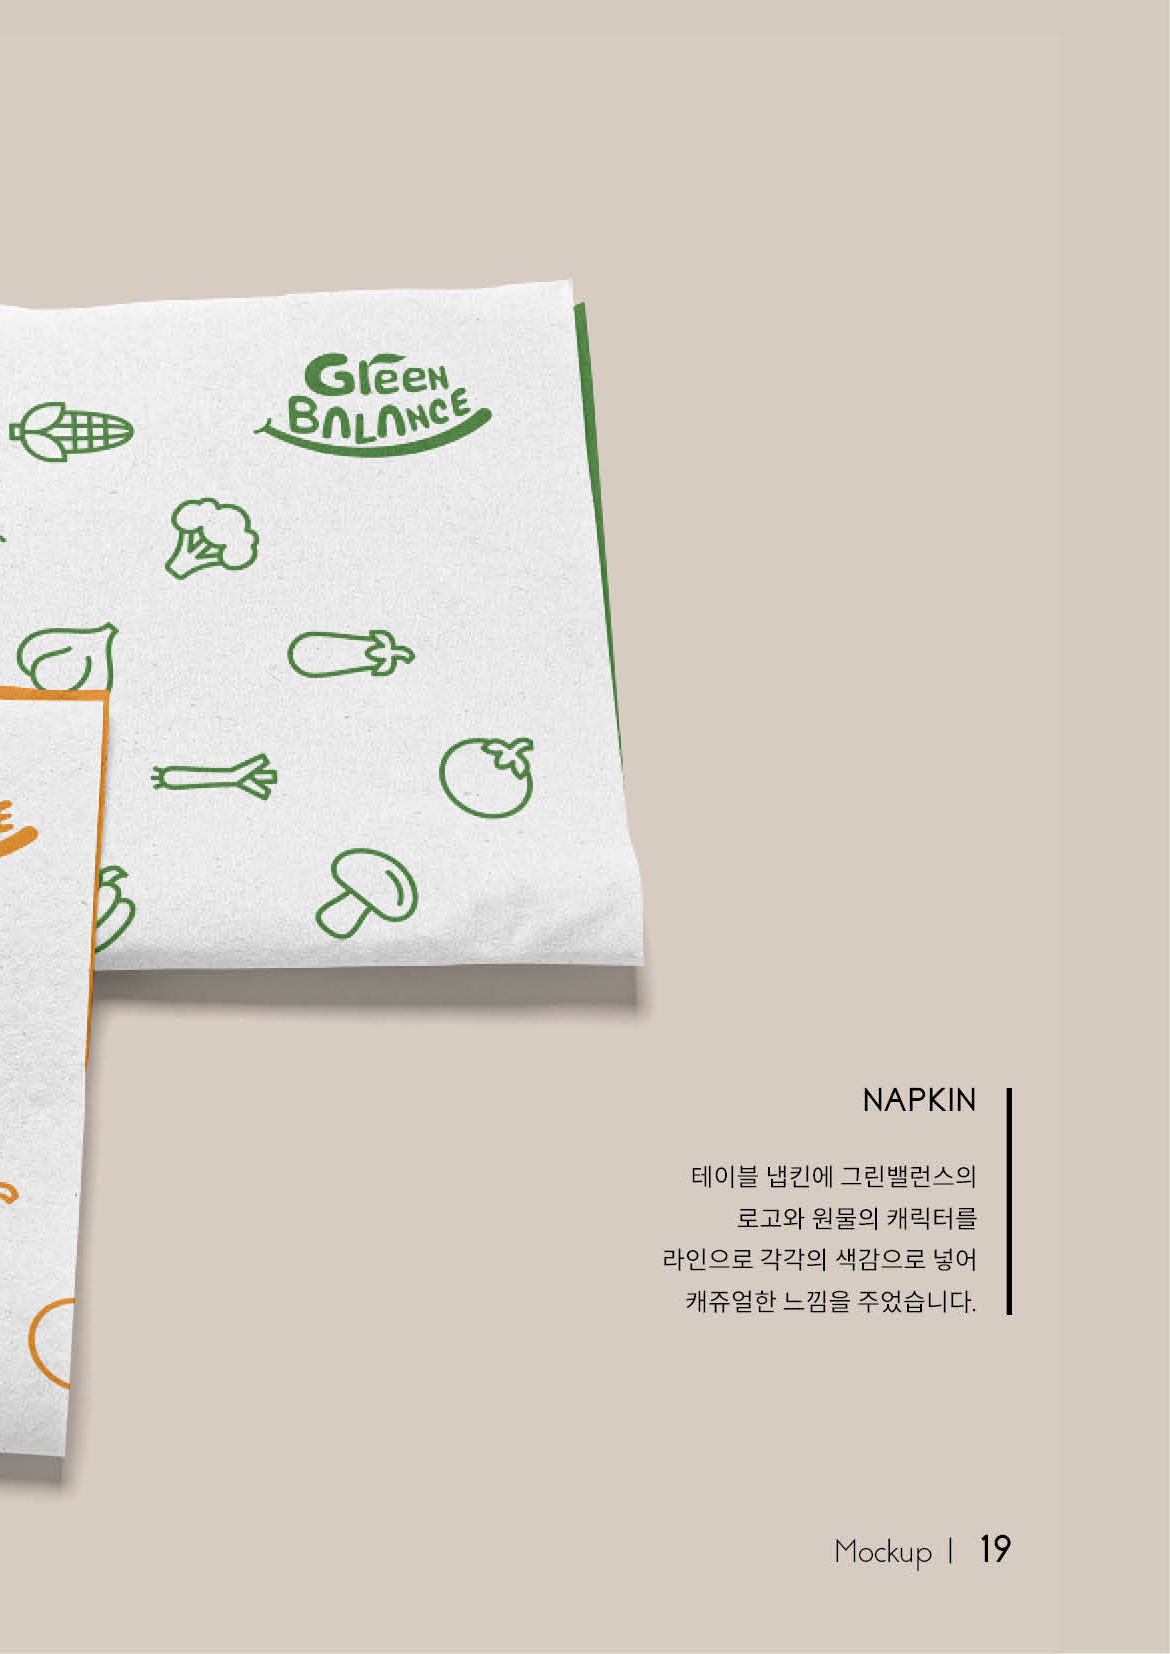 Green
BALANCE
E
NAPKIN
테이블 냅킨에 그린밸런스의
로고와 원물의 캐릭터를
라인으로 각각의 색감으로 넣어
캐쥬얼한 느낌을 주었습니다.
Mockup | 19